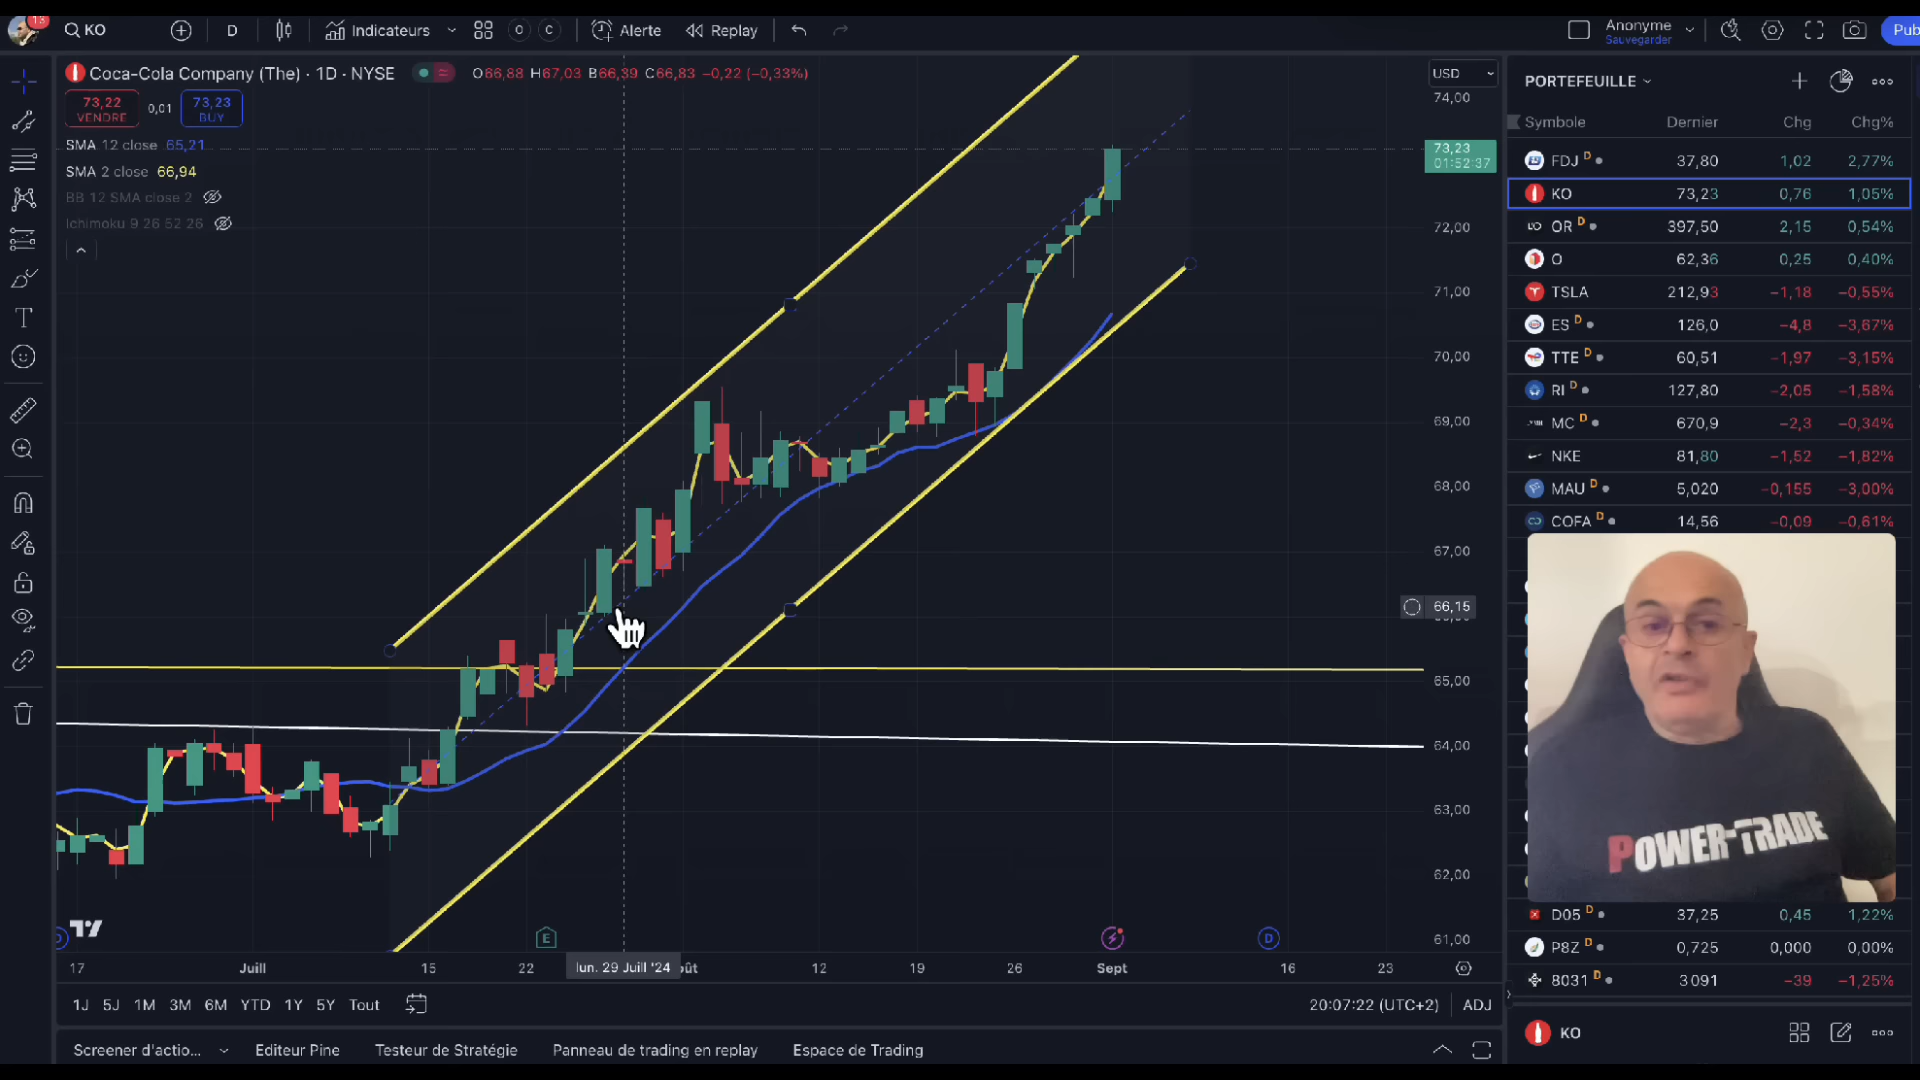 13
KO
D
Indicateurs
O
C
Alerte
Replay
Anonyme
Sauvegarder
Pub
Coca-Cola Company (The) · 1D · NYSE
O66,88 H67,03 B66,39 C66,83 −0,22 (−0,33%)
73,22
VENDRE
0,01
73,23
BUY
SMA 12 close 65,21
SMA 2 close 66,94
BB 12 SMA close 2
Ichimoku 9 26 52 26
USD
74,00
73,23
01:52:37
72,00
71,00
70,00
69,00
68,00
67,00
66,15
65,00
64,00
63,00
62,00
61,00
E
D
17
Juill
15
22
lun. 29 Juill '24
oût
12
19
26
Sept
16
23
1J 5J 1M 3M 6M YTD 1Y 5Y Tout
20:07:22 (UTC+2) ADJ
Screener d'actio...
Editeur Pine
Testeur de Stratégie
Panneau de trading en replay
Espace de Trading
PORTEFEUILLE
Symbole Dernier Chg Chg%
FDJ D 37,80 1,02 2,77%
KO 73,23 0,76 1,05%
OR D 397,50 2,15 0,54%
O 62,36 0,25 0,40%
TSLA 212,93 −1,18 −0,55%
ES D 126,0 −4,8 −3,67%
TTE D 60,51 −1,97 −3,15%
RI D 127,80 −2,05 −1,58%
MC D 670,9 −2,3 −0,34%
NKE 81,80 −1,52 −1,82%
MAU D 5,020 −0,155 −3,00%
COFA D 14,56 −0,09 −0,61%
POWER-TRADE
D05 D 37,25 0,45 1,22%
P8Z D 0,725 0,000 0,00%
8031 D 3 091 −39 −1,25%
KO